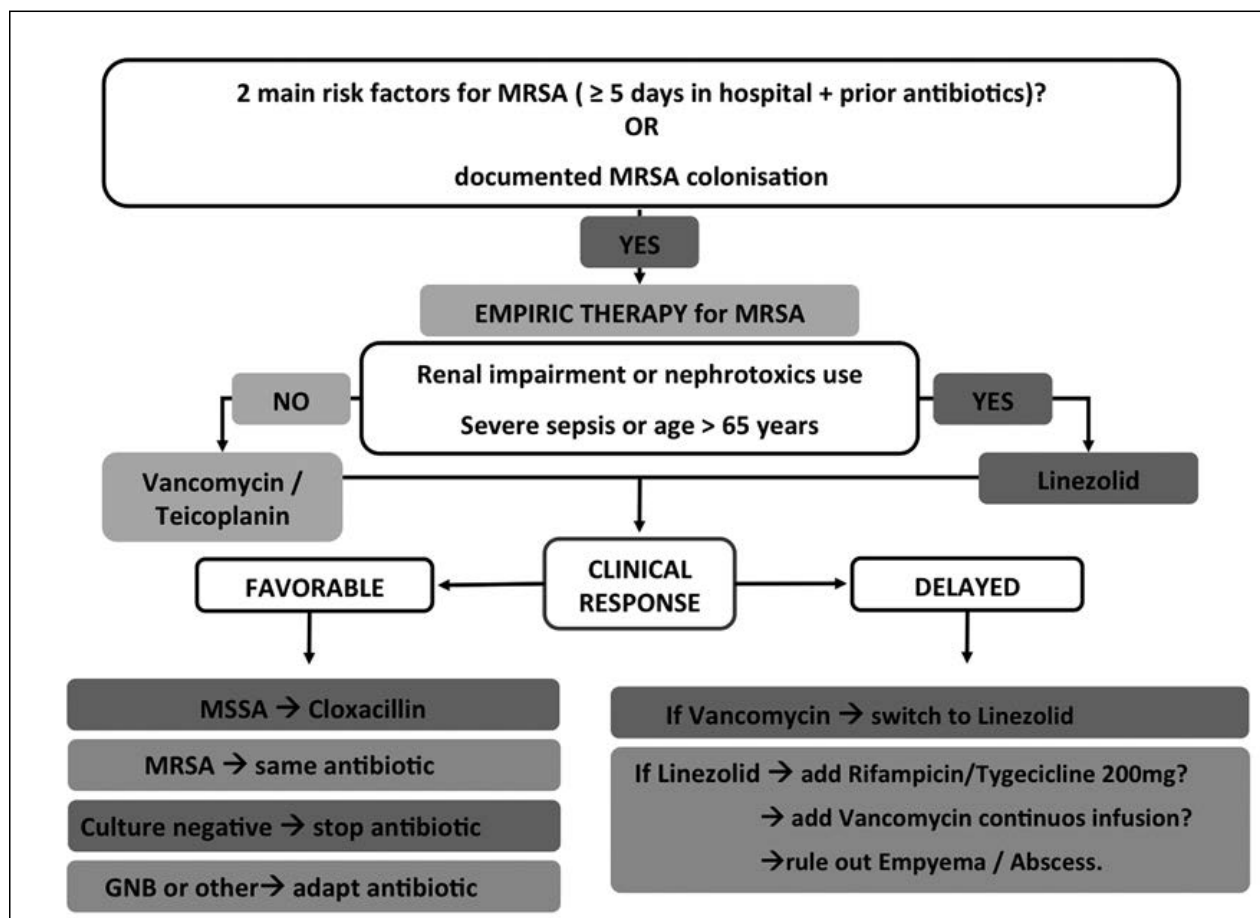 2 main risk factors for MRSA ( ≥ 5 days in hospital + prior antibiotics)?
OR
documented MRSA colonisation
YES
EMPIRIC THERAPY for MRSA
Renal impairment or nephrotoxics use
Severe sepsis or age > 65 years
NO
YES
Vancomycin /
Teicoplanin
Linezolid
CLINICAL
RESPONSE
FAVORABLE
DELAYED
MSSA → Cloxacillin
MRSA → same antibiotic
Culture negative → stop antibiotic
GNB or other→ adapt antibiotic
If Vancomycin → switch to Linezolid
If Linezolid → add Rifampicin/Tygecicline 200mg?
→ add Vancomycin continuos infusion?
→rule out Empyema / Abscess.